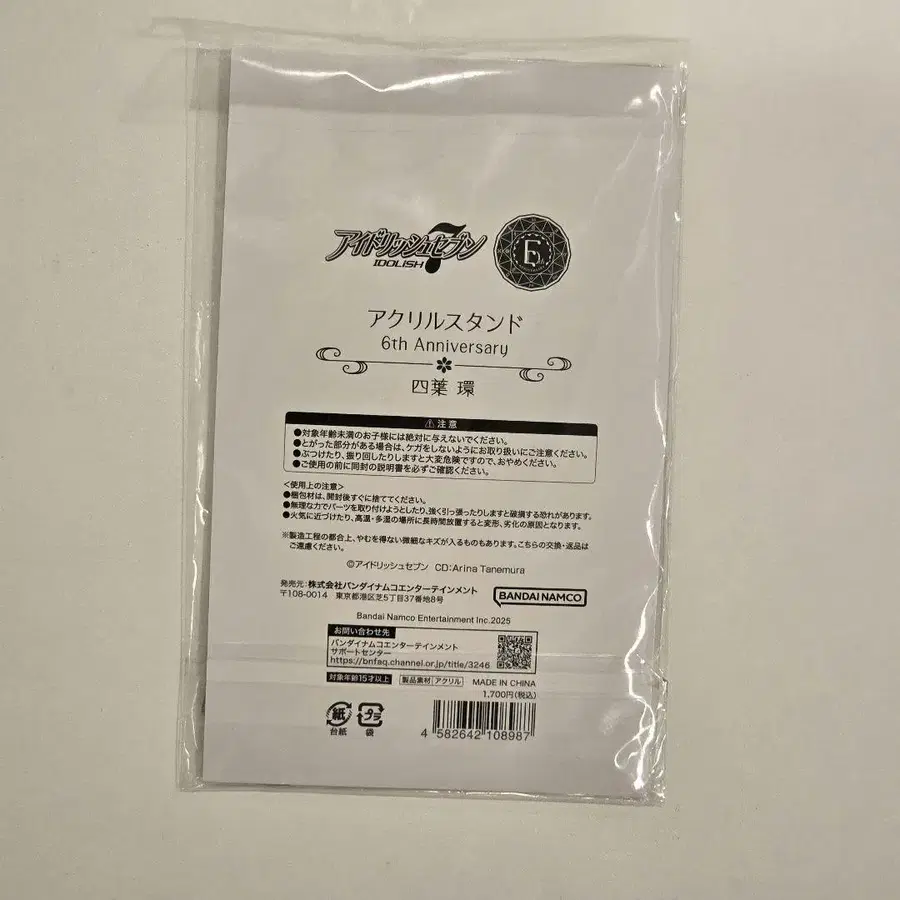 アイドリッシュセブン
7
IDOLiSH
アクリルスタンド
6th Anniversary
四葉 環
⚠注意
●対象年齢未満のお子様には絶対に与えないでください。
●とがった部分がある場合は、ケガをしないようにお取り扱いにご注意ください。
●ぶつけたり、振り回したりしますと大変危険ですので、おやめください。
●ご使用の前に同封の説明書を必ずご確認ください。
<使用上の注意>
●梱包材は、開封後すぐに捨ててください。
●無理な力でパーツを取り付けようとしたり、強く引っ張ったりしますと破損する恐れがあります。
●火気に近づけたり、高温・多湿の場所に長時間放置すると変形、劣化の原因となります。
※製造工程の都合上、やむを得ない微細なキズが入るものもあります。こちらの交換・返品は
ご遠慮ください。
©アイドリッシュセブン CD:Arina Tanemura
発売元：株式会社バンダイナムコエンターテインメント
〒108-0014 東京都港区芝5丁目37番地8号
BANDAI NAMCO
Bandai Namco Entertainment Inc.2025
お問い合わせ先
バンダイナムコエンターテインメント
サポートセンター
https://bnfaq.channel.or.jp/title/3246
対象年齢15才以上 製品素材 アクリル MADE IN CHINA
1,700円(税込)
紙 プラ
台紙 袋
4 582642 108987